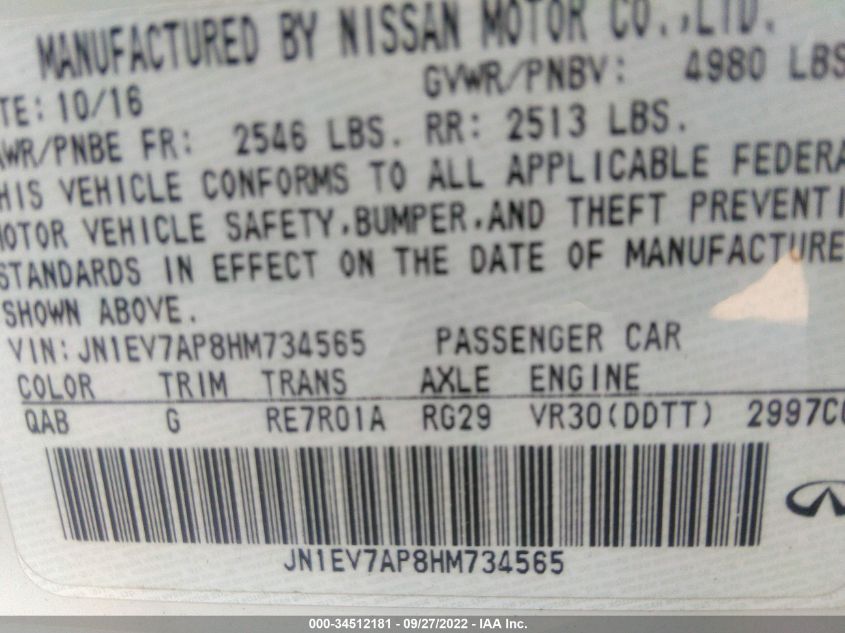 MANUFACTURED BY NISSAN MOTOR CO.,LTD.
TE: 10/16 GVWR/PNBV: 4980 LBS
AWR/PNBE FR: 2546 LBS. RR: 2513 LBS.
HIS VEHICLE CONFORMS TO ALL APPLICABLE FEDERA
MOTOR VEHICLE SAFETY,BUMPER,AND THEFT PREVENTI
STANDARDS IN EFFECT ON THE DATE OF MANUFACTURE
SHOWN ABOVE.
VIN: JN1EV7AP8HM734565 PASSENGER CAR
COLOR TRIM TRANS AXLE ENGINE
QAB G RE7R01A RG29 VR30(DDTT) 2997CC
JN1EV7AP8HM734565
000-34512181 - 09/27/2022 - IAA Inc.